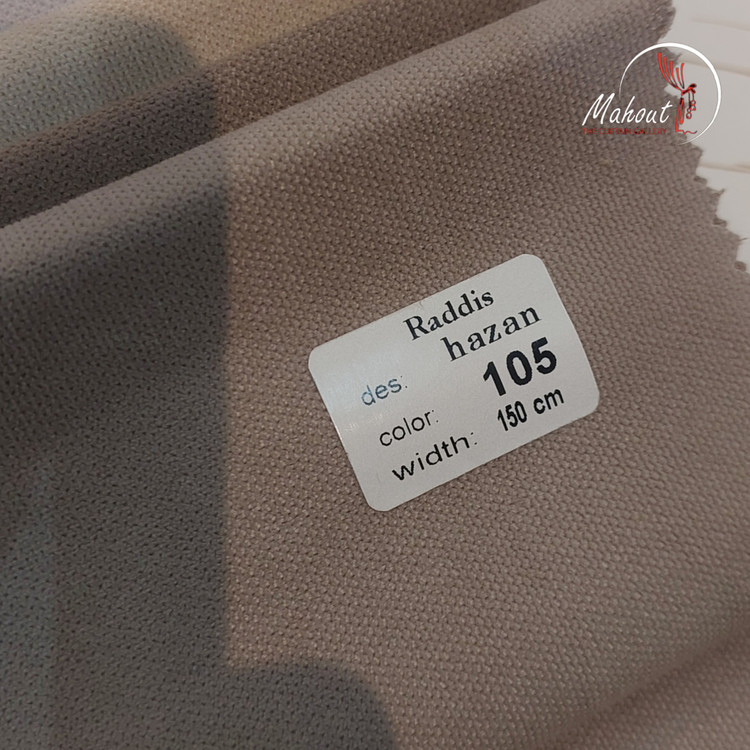 Mahout
Raddis
des: hazan
color: 105
width: 150 cm